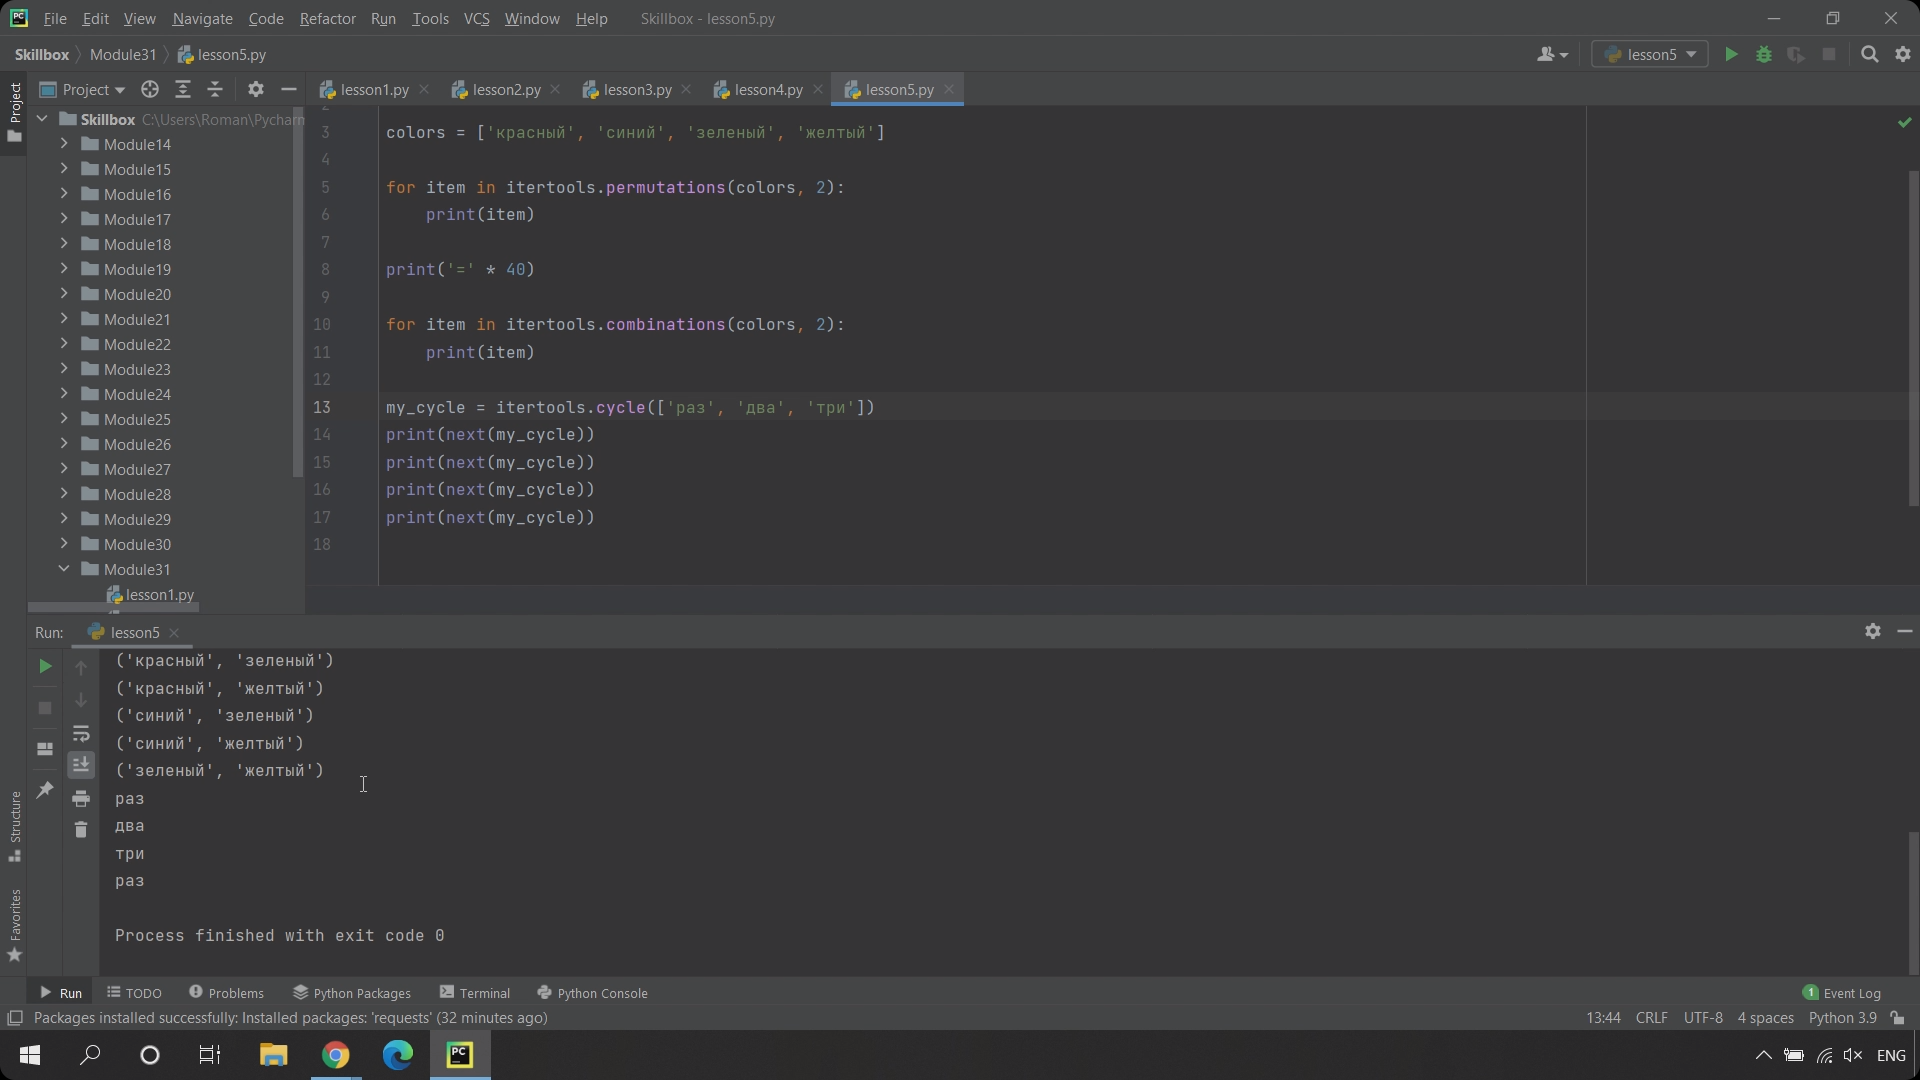 PC File Edit View Navigate Code Refactor Run Tools VCS Window Help Skillbox - lesson5.py
Skillbox Module31 lesson5.py lesson5
Project lesson1.py lesson2.py lesson3.py lesson4.py lesson5.py
Project
Skillbox C:\Users\Roman\Pycharm
Module14
Module15
Module16
Module17
Module18
Module19
Module20
Module21
Module22
Module23
Module24
Module25
Module26
Module27
Module28
Module29
Module30
Module31
lesson1.py
3 colors = ['красный', 'синий', 'зеленый', 'желтый']
4
5 for item in itertools.permutations(colors, 2):
6 print(item)
7
8 print('=' * 40)
9
10 for item in itertools.combinations(colors, 2):
11 print(item)
12
13 my_cycle = itertools.cycle(['раз', 'два', 'три'])
14 print(next(my_cycle))
15 print(next(my_cycle))
16 print(next(my_cycle))
17 print(next(my_cycle))
18
Run: lesson5
('красный', 'зеленый')
('красный', 'желтый')
('синий', 'зеленый')
('синий', 'желтый')
('зеленый', 'желтый')
раз
два
три
раз
Process finished with exit code 0
Structure
Favorites
Run TODO Problems Python Packages Terminal Python Console 1 Event Log
Packages installed successfully: Installed packages: 'requests' (32 minutes ago) 13:44 CRLF UTF-8 4 spaces Python 3.9
PC ENG